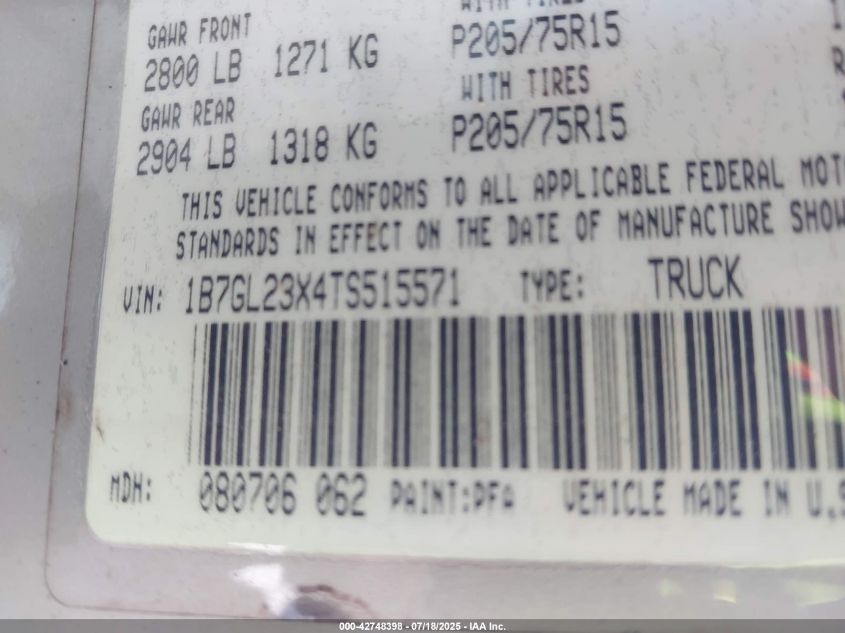 GAWR FRONT
2800 LB 1271 KG
WITH TIRES
P205/75R15
GAWR REAR
2904 LB 1318 KG
WITH TIRES
P205/75R15
THIS VEHICLE CONFORMS TO ALL APPLICABLE FEDERAL MOT
STANDARDS IN EFFECT ON THE DATE OF MANUFACTURE SHOW
VIN: 1B7GL23X4TS515571 TYPE: TRUCK
MDH: 080706 062 PAINT:PFA VEHICLE MADE IN U.S
000-42748398 - 07/18/2025 - IAA Inc.